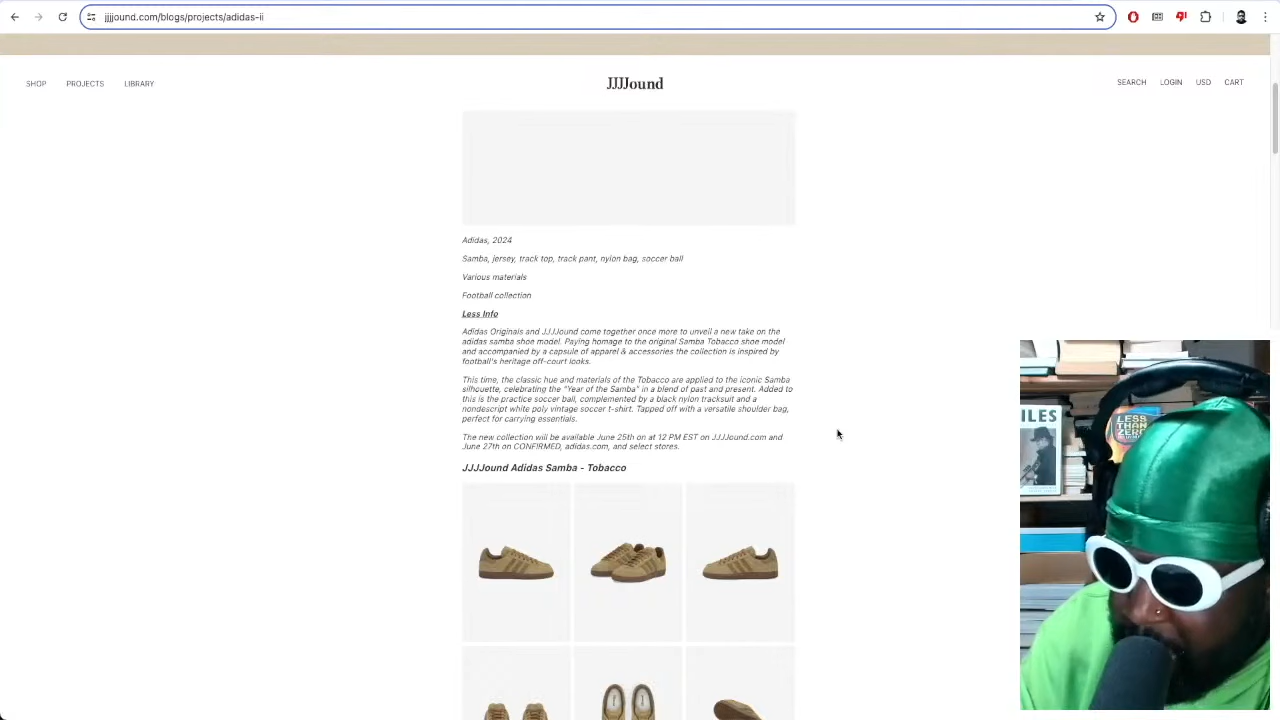 jjjjound.com/blogs/projects/adidas-ii
SHOP PROJECTS LIBRARY
JJJJound
SEARCH LOGIN USD CART
Adidas, 2024
Samba, jersey, track top, track pant, nylon bag, soccer ball
Various materials
Football collection
Less Info
Adidas Originals and JJJJound come together once more to unveil a new take on the
adidas samba shoe model. Paying homage to the original Samba Tobacco shoe model
and accompanied by a capsule of apparel & accessories the collection is inspired by
football's heritage off-court looks.
This time, the classic hue and materials of the Tobacco are applied to the iconic Samba
silhouette, celebrating the "Year of the Samba" in a blend of past and present. Added to
this is the practice soccer ball, complemented by a black nylon tracksuit and a
nondescript white poly vintage soccer t-shirt. Tapped off with a versatile shoulder bag,
perfect for carrying essentials.
The new collection will be available June 25th on at 12 PM EST on JJJJound.com and
June 27th on CONFIRMED, adidas.com, and select stores.
JJJJound Adidas Samba - Tobacco
ILES
LESS
THAN
ZERO